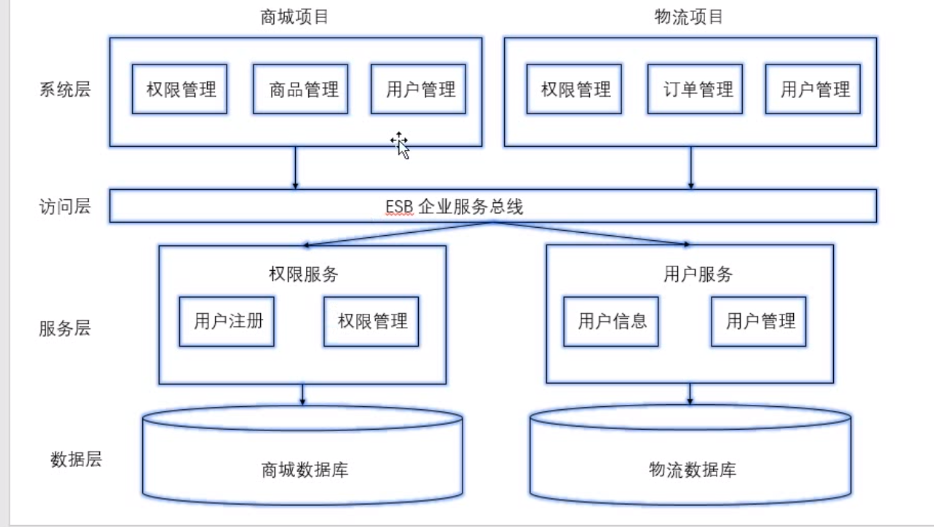 商城项目 物流项目
系统层 权限管理 商品管理 用户管理 权限管理 订单管理 用户管理
访问层 ESB 企业服务总线
权限服务 用户服务
服务层 用户注册 权限管理 用户信息 用户管理
数据层 商城数据库 物流数据库